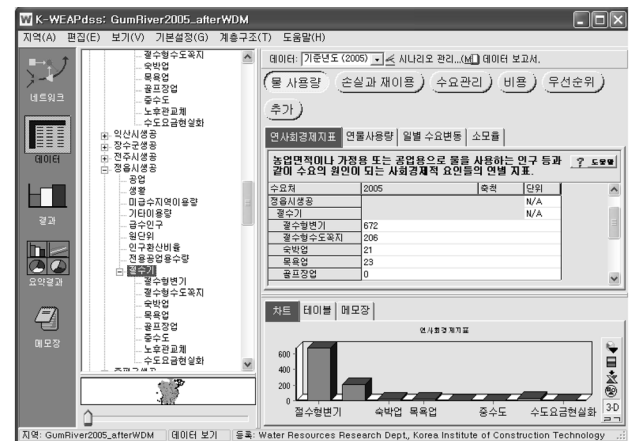 K-WEAPdss: GumRiver2005_afterWDM
지역(A) 편집(E) 보기(V) 기본설정(G) 계층구조(T) 도움말(H)
네트워크
데이터
결과
요약결과
메모장
절수형수도꼭지
숙박업
목욕업
골프장업
중수도
노후관교체
수도요금현실화
익산시생공
장수군생공
전주시생공
정읍시생공
공업
생활
미급수지역이용량
기타이용량
급수인구
원단위
인구환산비율
전용공업용수량
절수기
절수형변기
절수형수도꼭지
숙박업
목욕업
골프장업
중수도
노후관교체
수도요금현실화
데이터: 기준년도 (2005) 시나리오 관리...(M) 데이터 보고서.
물 사용량 손실과 재이용 수요관리 비용 우선순위
추가
연사회경제지표 연물사용량 일별 수요변동 소모율
농업면적이나 가정용 또는 공업용으로 물을 사용하는 인구 등과
같이 수요의 원인이 되는 사회경제적 요인들의 연별 지표.
? 도움말
수요처 2005 축척 단위
정읍시생공 N/A
절수기 N/A
절수형변기 672
절수형수도꼭지 206
숙박업 21
목욕업 23
골프장업 0
차트 테이블 메모장
연사회경제지표
600
400
200
0
절수형변기 숙박업 목욕업 중수도 수도요금현실화
3-D
지역: GumRiver2005_afterWDM 데이터 보기 등록: Water Resources Research Dept, Korea Institute of Construction Technology